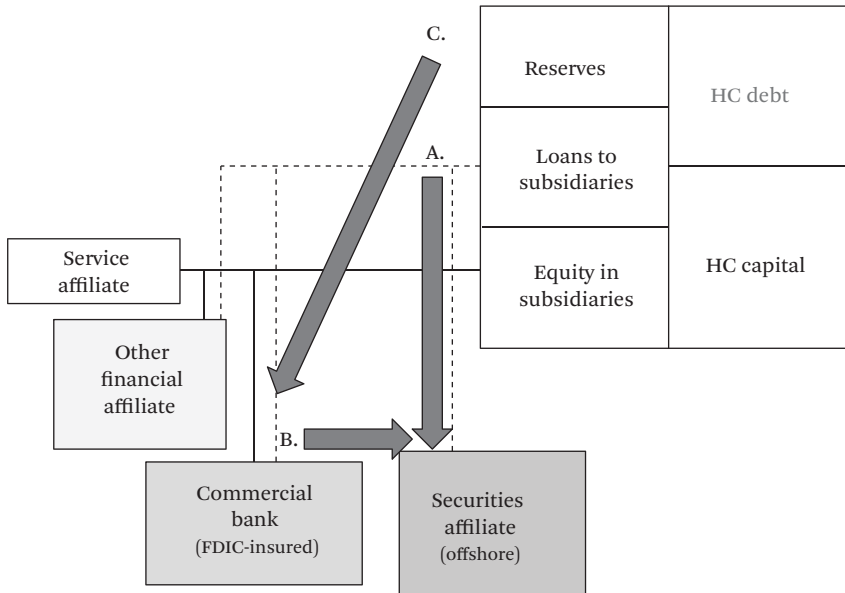 C.
Reserves
HC debt
A.
Loans to
subsidiaries
Service
affiliate
Equity in
subsidiaries
HC capital
Other
financial
affiliate
B.
Commercial
bank
(FDIC-insured)
Securities
affiliate
(offshore)